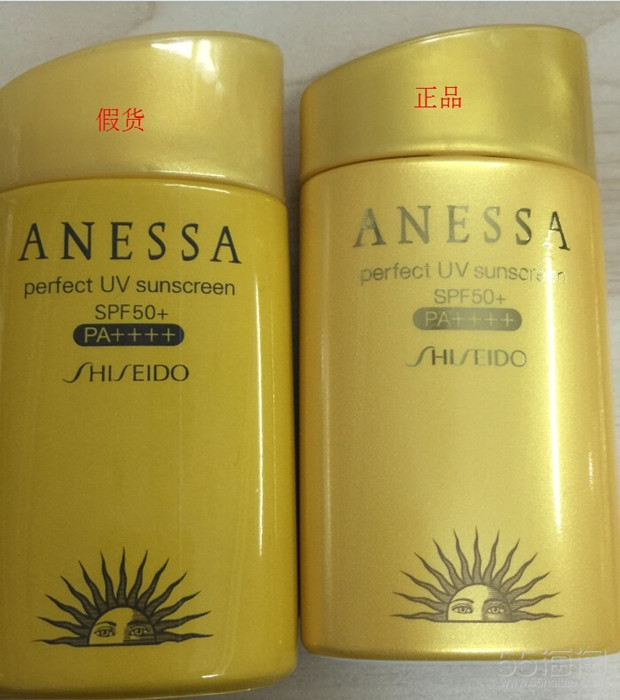 假货
ANESSA
perfect UV sunscreen
SPF50+
PA++++
SHISEIDO
正品
ANESSA
perfect UV sunscreen
SPF50+
PA++++
SHISEIDO